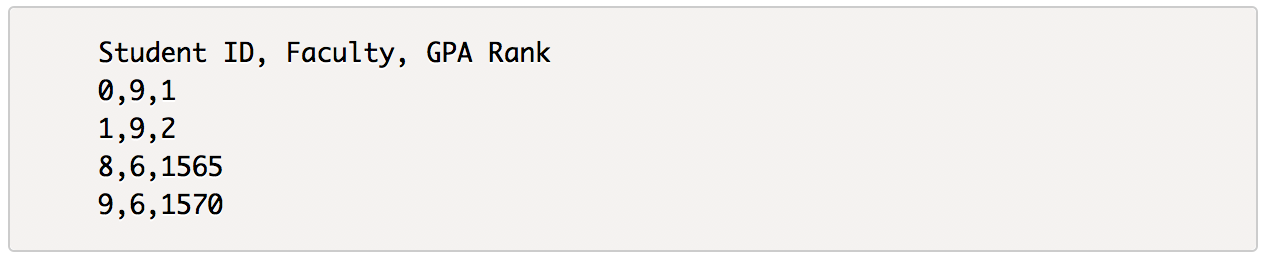 Student ID, Faculty, GPA Rank
0,9,1
1,9,2
8,6,1565
9,6,1570